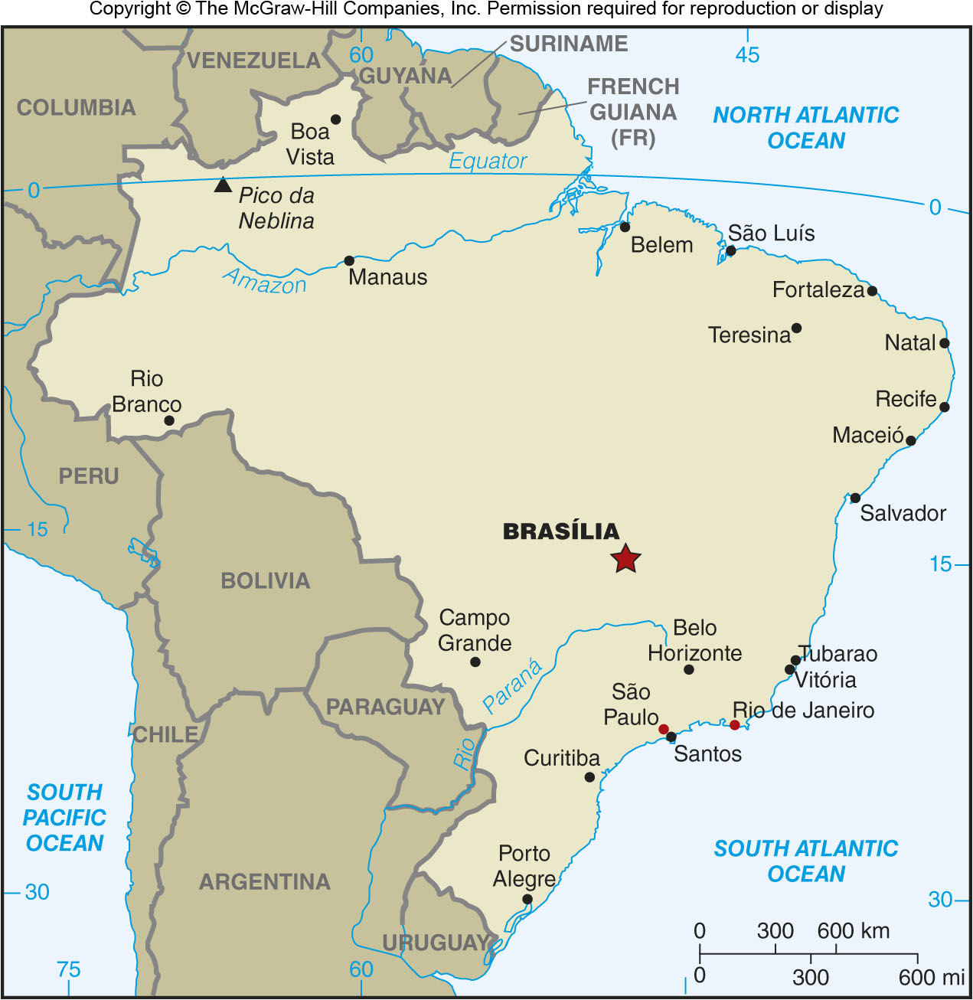 Copyright © The McGraw-Hill Companies, Inc. Permission required for reproduction or display
SURINAME
60
45
VENEZUELA
GUYANA
FRENCH
GUIANA
(FR)
COLUMBIA
NORTH ATLANTIC
OCEAN
Boa
Vista
Equator
0
0
Pico da
Neblina
São Luís
Belem
Amazon
Manaus
Fortaleza
Teresina
Natal
Rio
Branco
Recife
Maceió
PERU
Salvador
15
BRASÍLIA
15
BOLIVIA
Campo
Grande
Belo
Horizonte
Tubarao
Vitória
Paraná
São
Paulo
PARAGUAY
Rio de Janeiro
CHILE
Rio
Curitiba
Santos
SOUTH
PACIFIC
OCEAN
SOUTH ATLANTIC
OCEAN
Porto
Alegre
ARGENTINA
30
30
URUGUAY
0 300 600 km
0 300 600 mi
75
60